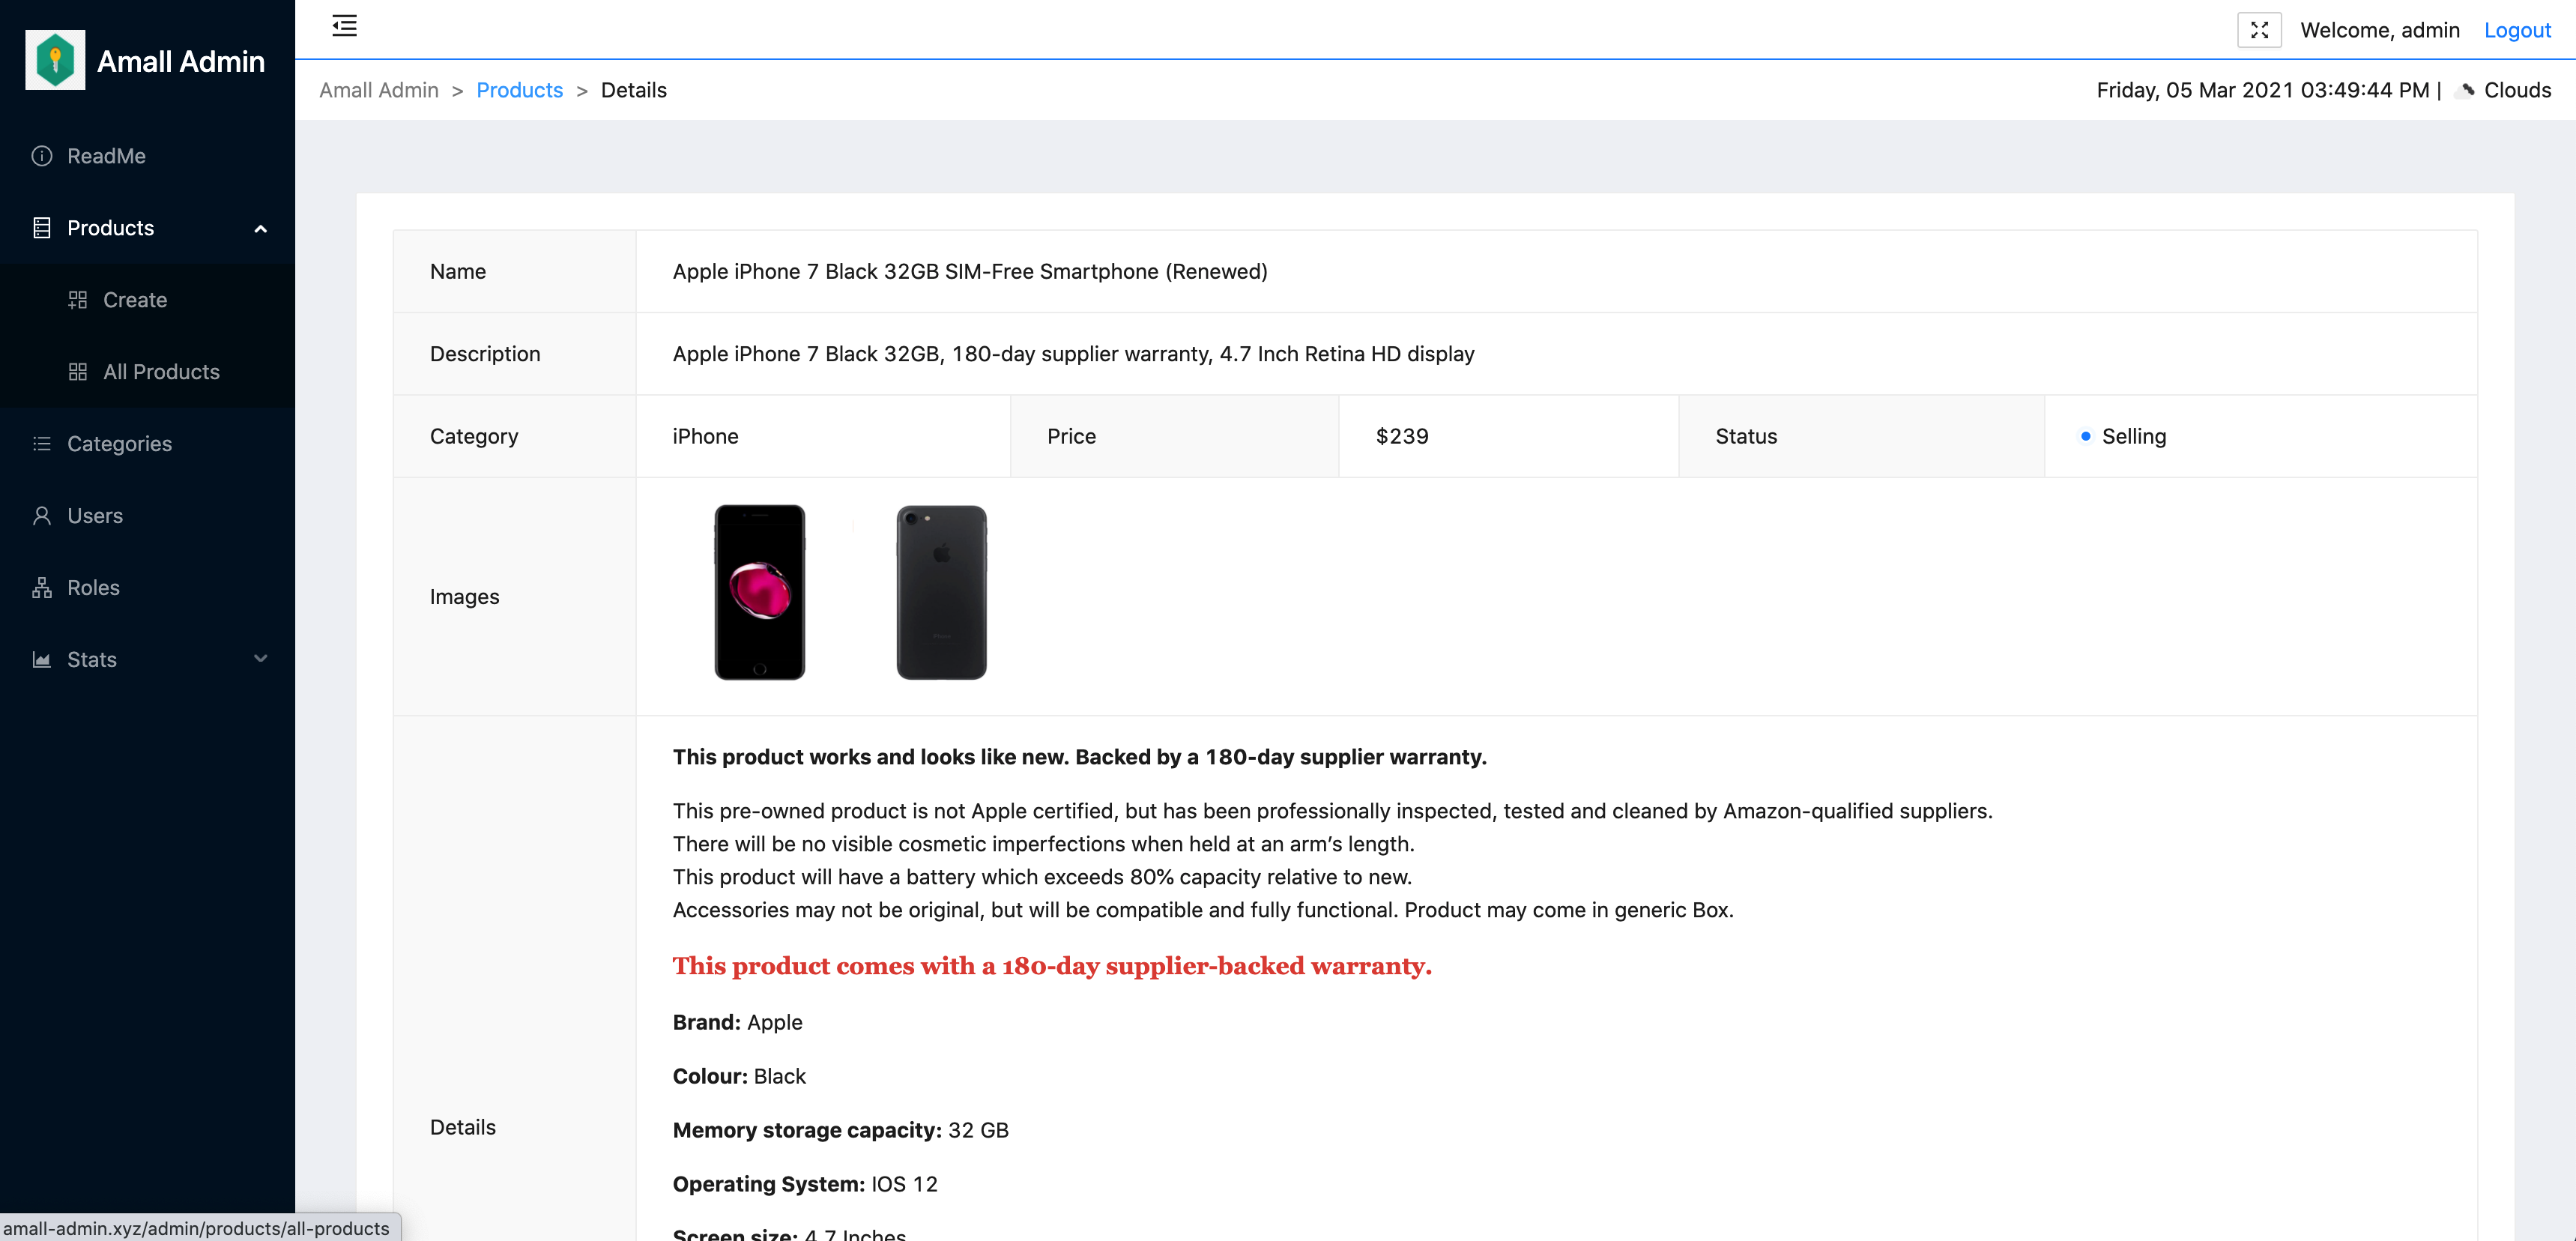 Amall Admin
ReadMe
Products
Create
All Products
Categories
Users
Roles
Stats
Welcome, admin Logout
Amall Admin > Products > Details
Friday, 05 Mar 2021 03:49:44 PM | Clouds
Name Apple iPhone 7 Black 32GB SIM-Free Smartphone (Renewed)
Description Apple iPhone 7 Black 32GB, 180-day supplier warranty, 4.7 Inch Retina HD display
Category iPhone Price $239 Status Selling
Images
Details
This product works and looks like new. Backed by a 180-day supplier warranty.
This pre-owned product is not Apple certified, but has been professionally inspected, tested and cleaned by Amazon-qualified suppliers.
There will be no visible cosmetic imperfections when held at an arm’s length.
This product will have a battery which exceeds 80% capacity relative to new.
Accessories may not be original, but will be compatible and fully functional. Product may come in generic Box.
This product comes with a 180-day supplier-backed warranty.
Brand: Apple
Colour: Black
Memory storage capacity: 32 GB
Operating System: IOS 12
Screen size: 4.7 Inches
amall-admin.xyz/admin/products/all-products